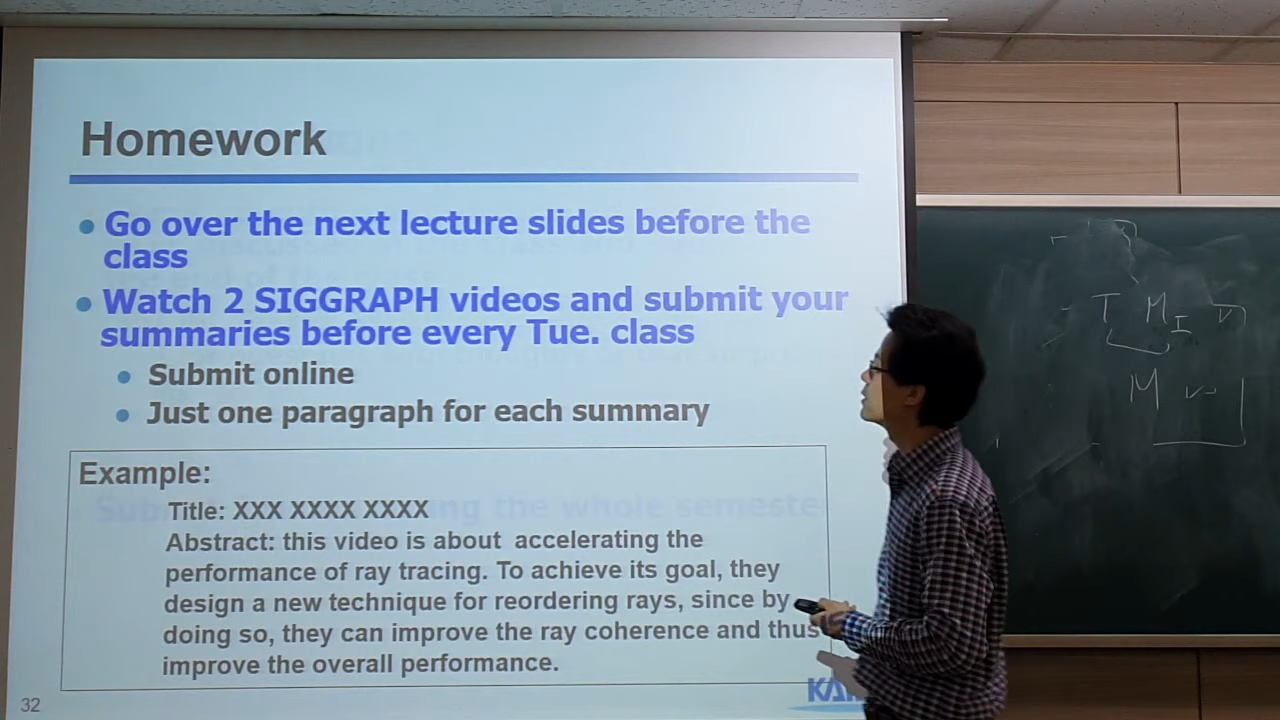 Homework
Go over the next lecture slides before the
class
Watch 2 SIGGRAPH videos and submit your
summaries before every Tue. class
Submit online
Just one paragraph for each summary
Example:
Title: XXX XXXX XXXX
Abstract: this video is about accelerating the
performance of ray tracing. To achieve its goal, they
design a new technique for reordering rays, since by
doing so, they can improve the ray coherence and thus
improve the overall performance.
32
T M I v
M v